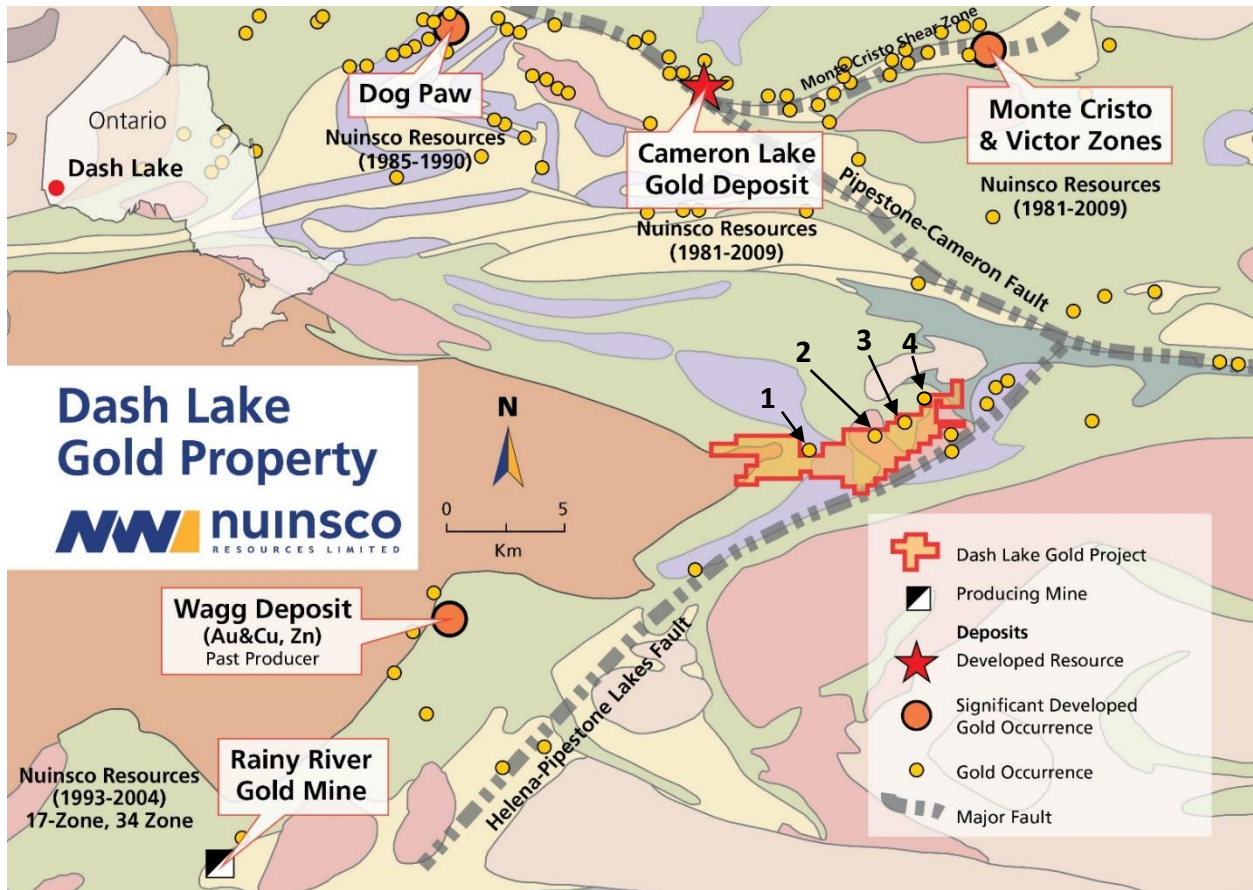 Dog Paw
Nuinsco Resources
(1985-1990)
Monte Cristo Shear Zone
Monte Cristo
& Victor Zones
Nuinsco Resources
(1981-2009)
Ontario
Dash Lake
Cameron Lake
Gold Deposit
Nuinsco Resources
(1981-2009)
Pipestone-Cameron Fault
1
2
3
4
Dash Lake
Gold Property
NWI nuinsco
RESOURCES LIMITED
N
0 5
Km
Wagg Deposit
(Au&Cu, Zn)
Past Producer
Helena-Pipestone Lakes Fault
Rainy River
Gold Mine
Nuinsco Resources
(1993-2004)
17-Zone, 34 Zone
Dash Lake Gold Project
Producing Mine
Deposits
Developed Resource
Significant Developed
Gold Occurrence
Gold Occurrence
Major Fault